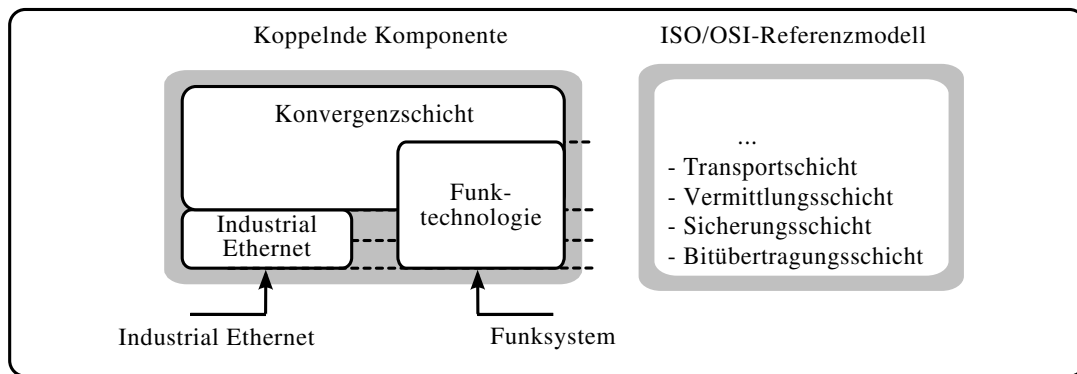 Koppelnde Komponente
ISO/OSI-Referenzmodell
Konvergenzschicht
Funk-
technologie
Industrial
Ethernet
...
- Transportschicht
- Vermittlungsschicht
- Sicherungsschicht
- Bitübertragungsschicht
Industrial Ethernet
Funksystem